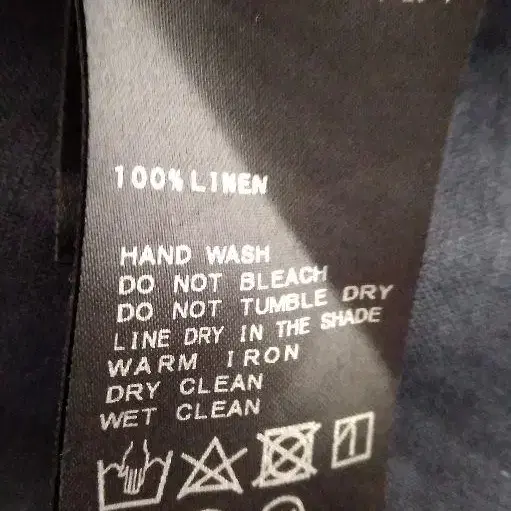 100% LINEN
HAND WASH
DO NOT BLEACH
DO NOT TUMBLE DRY
LINE DRY IN THE SHADE
WARM IRON
DRY CLEAN
WET CLEAN